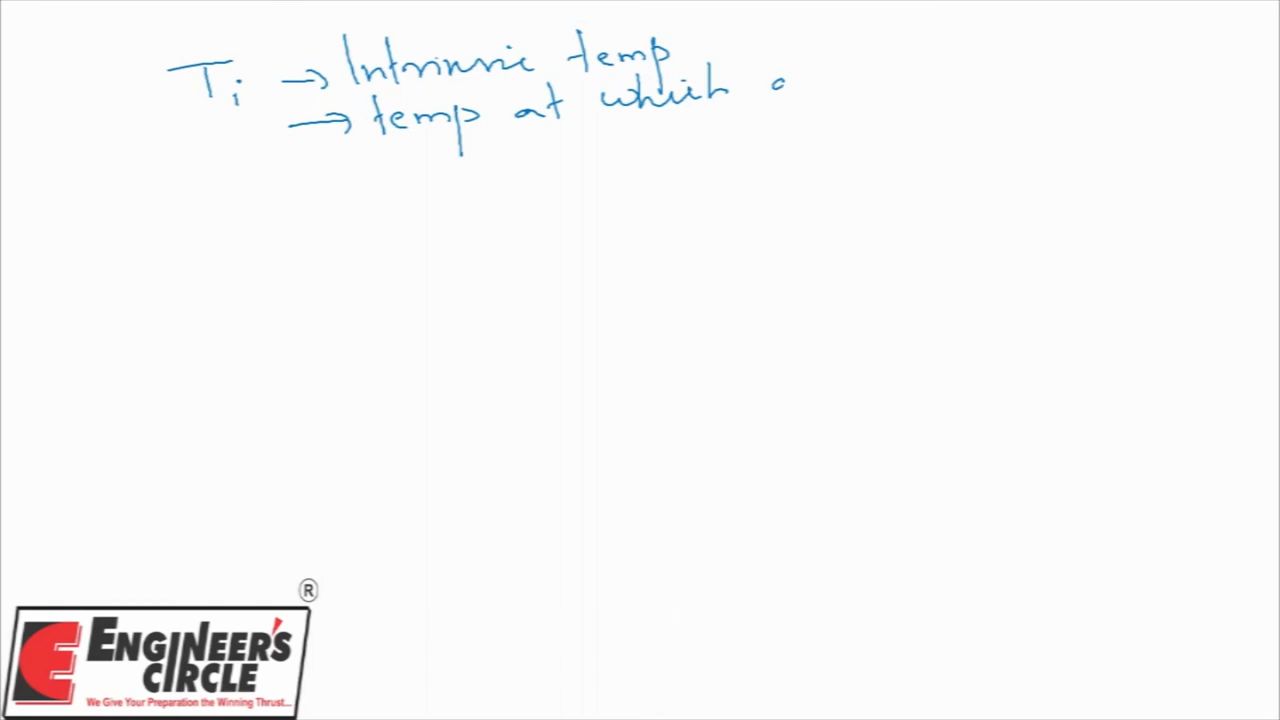 Ti → Intrinsic temp
→ temp at which
®
ENGINEER'S
CIRCLE
We Give Your Preparation the Winning Thrust...